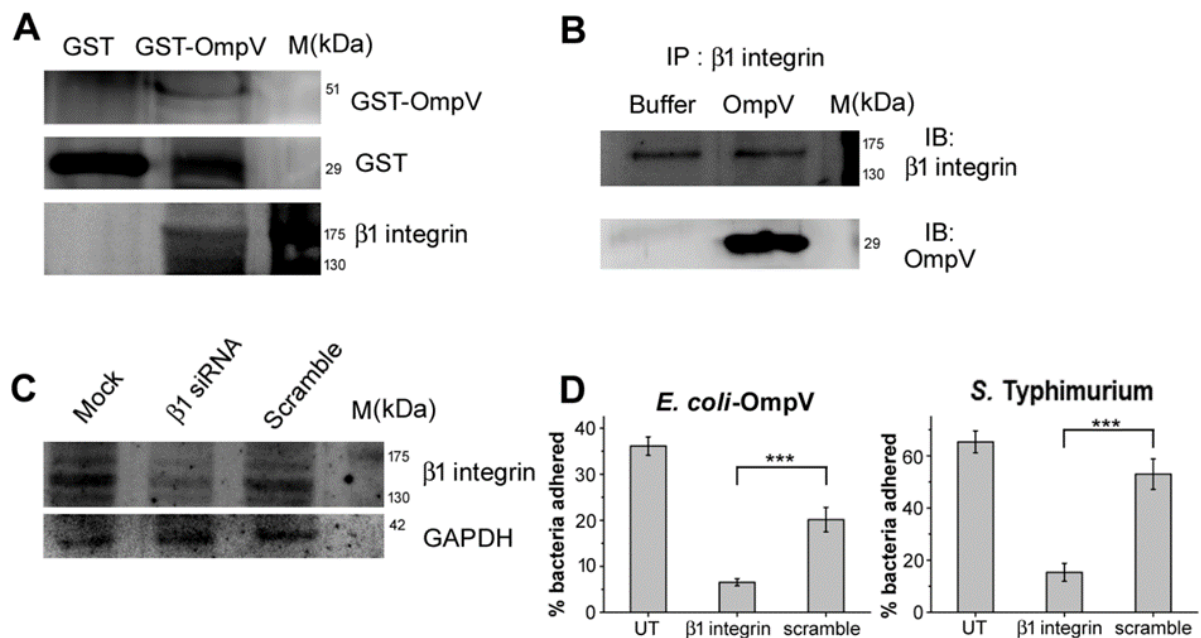 A
GST GST-OmpV M(kDa)
51
GST-OmpV
29
GST
175
β1 integrin
130
B
IP : β1 integrin
Buffer OmpV M(kDa)
175
IB:
β1 integrin
130
29
IB:
OmpV
C
Mock
β1 siRNA
Scramble
M(kDa)
175
β1 integrin
130
42
GAPDH
D
E. coli-OmpV
% bacteria adhered
40
30
20
10
0
***
UT β1 integrin scramble
S. Typhimurium
% bacteria adhered
60
40
20
0
***
UT β1 integrin scramble